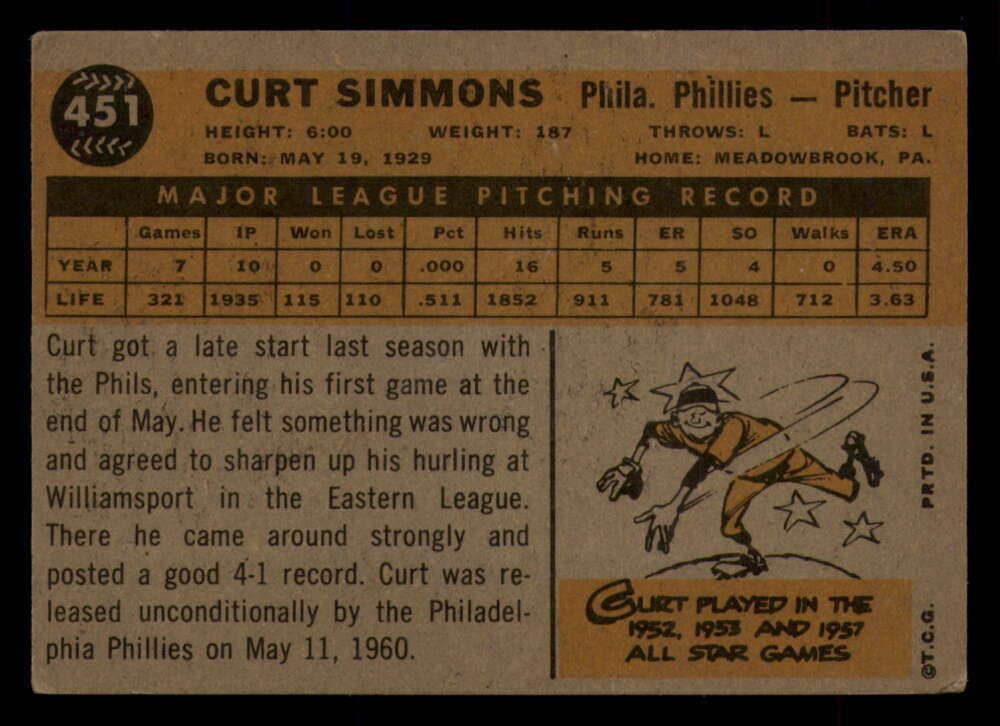 451
CURT SIMMONS Phila. Phillies — Pitcher
HEIGHT: 6:00 WEIGHT: 187 THROWS: L BATS: L
BORN: MAY 19, 1929 HOME: MEADOWBROOK, PA.
MAJOR LEAGUE PITCHING RECORD
Games IP Won Lost Pct Hits Runs ER SO Walks ERA
YEAR 7 10 0 0 .000 16 5 5 4 0 4.50
LIFE 321 1935 115 110 .511 1852 911 781 1048 712 3.63
Curt got a late start last season with
the Phils, entering his first game at the
end of May. He felt something was wrong
and agreed to sharpen up his hurling at
Williamsport in the Eastern League.
There he came around strongly and
posted a good 4-1 record. Curt was re-
leased unconditionally by the Philadel-
phia Phillies on May 11, 1960.
CURT PLAYED IN THE
1952, 1953 AND 1957
ALL STAR GAMES
©T.C.G. PRTD. IN U.S.A.